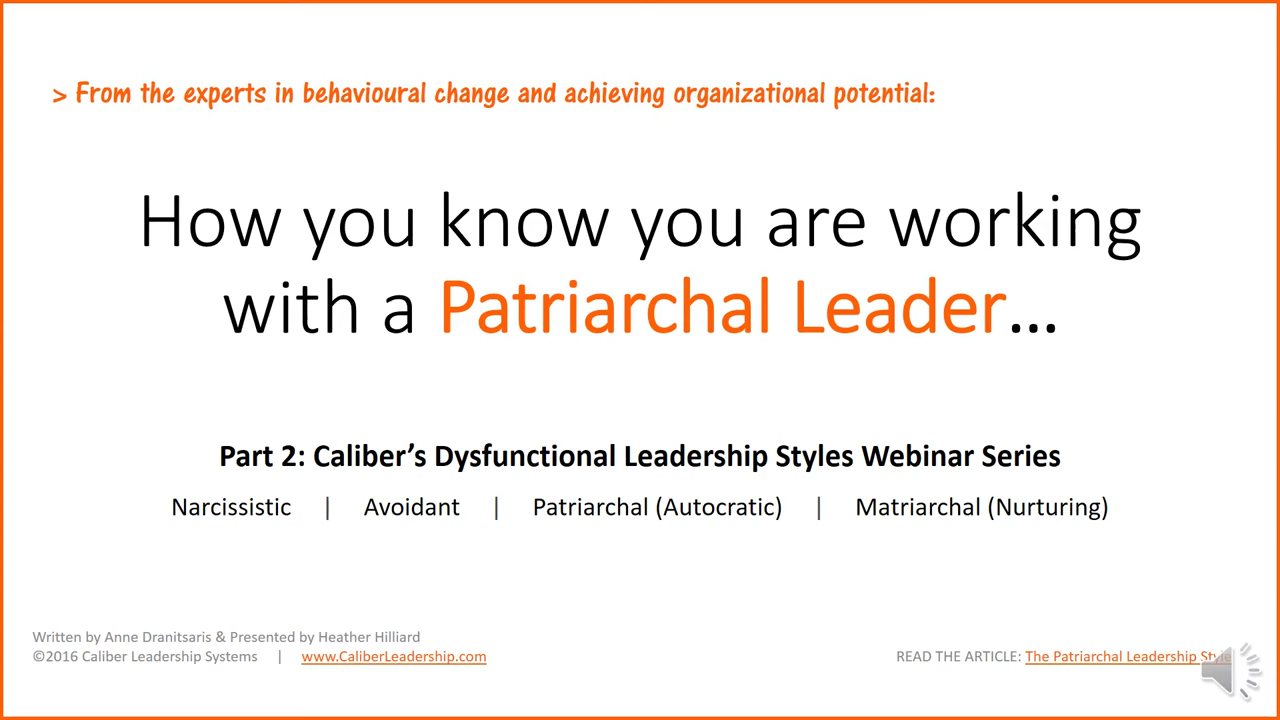 > From the experts in behavioural change and achieving organizational potential:
How you know you are working
with a Patriarchal Leader...
Part 2: Caliber’s Dysfunctional Leadership Styles Webinar Series
Narcissistic | Avoidant | Patriarchal (Autocratic) | Matriarchal (Nurturing)
Written by Anne Dranitsaris & Presented by Heather Hilliard
©2016 Caliber Leadership Systems | www.CaliberLeadership.com
READ THE ARTICLE: The Patriarchal Leadership Style